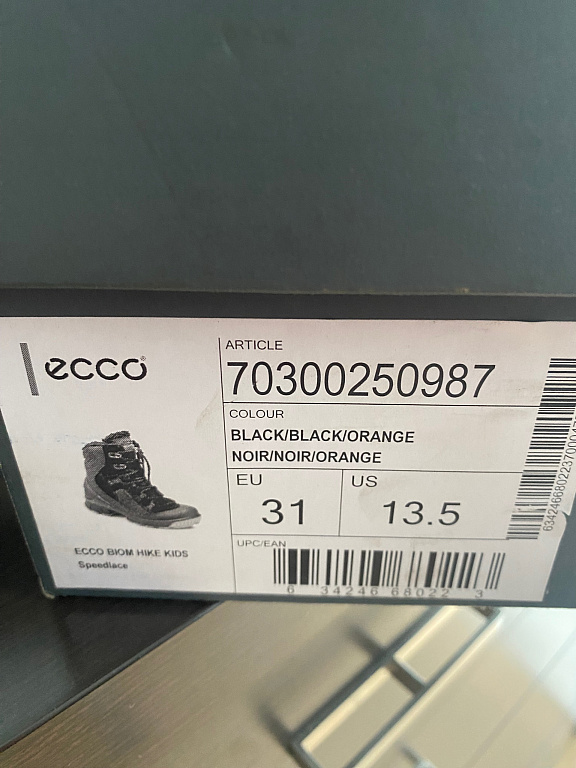 ecco®
ARTICLE
70300250987
COLOUR
BLACK/BLACK/ORANGE
NOIR/NOIR/ORANGE
EU
31
US
13.5
ECCO BIOM HIKE KIDS
Speedlace
UPC/EAN
6 34246 68022 3